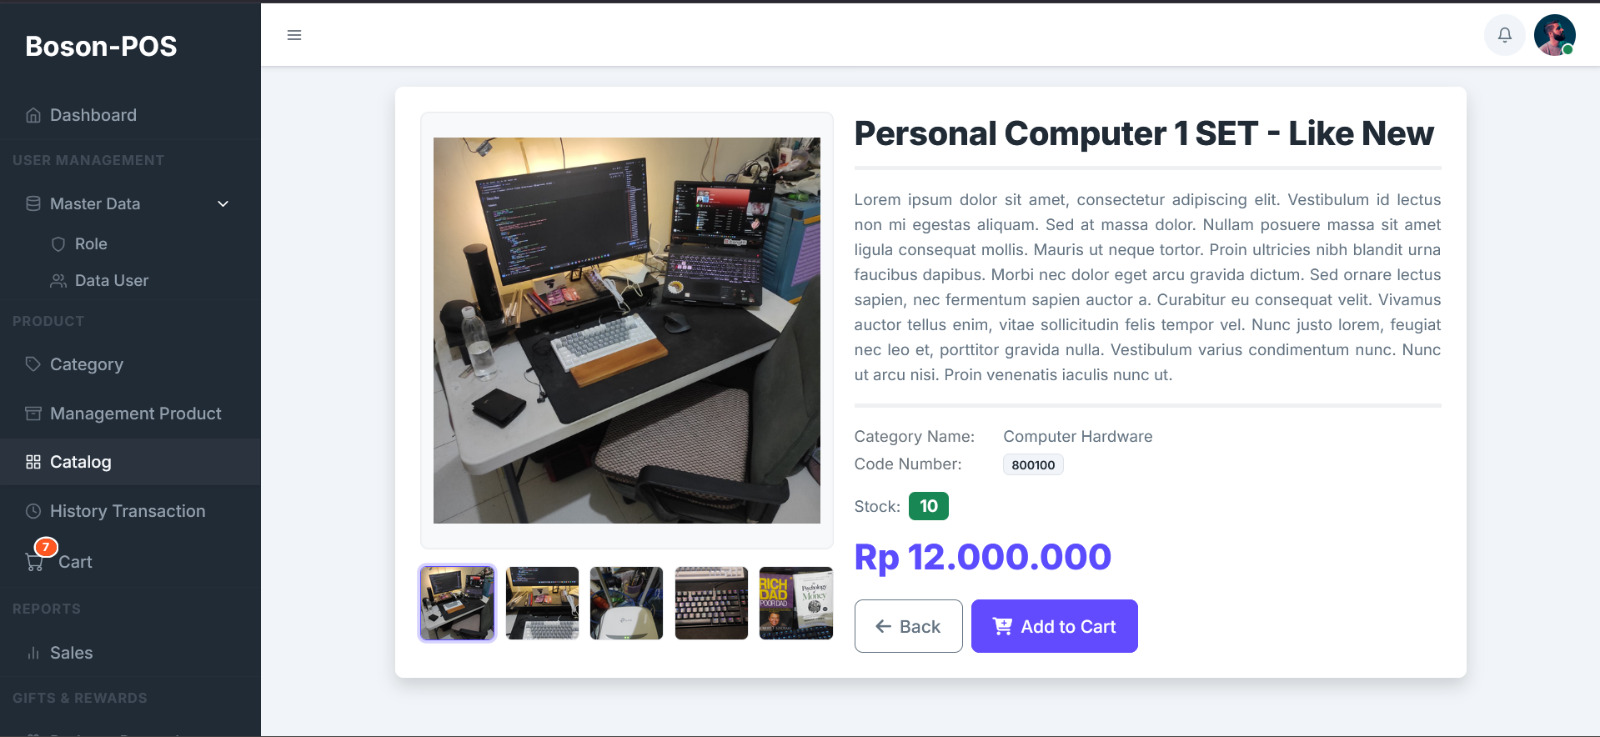 Boson-POS
Dashboard
USER MANAGEMENT
Master Data
Role
Data User
PRODUCT
Category
Management Product
Catalog
History Transaction
7
Cart
REPORTS
Sales
GIFTS & REWARDS
Personal Computer 1 SET - Like New
Lorem ipsum dolor sit amet, consectetur adipiscing elit. Vestibulum id lectus
non mi egestas aliquam. Sed at massa dolor. Nullam posuere massa sit amet
ligula consequat mollis. Mauris ut neque tortor. Proin ultricies nibh blandit urna
faucibus dapibus. Morbi nec dolor eget arcu gravida dictum. Sed ornare lectus
sapien, nec fermentum sapien auctor a. Curabitur eu consequat velit. Vivamus
auctor tellus enim, vitae sollicitudin felis tempor vel. Nunc justo lorem, feugiat
nec leo et, porttitor gravida nulla. Vestibulum varius condimentum nunc. Nunc
ut arcu nisi. Proin venenatis iaculis nunc ut.
Category Name: Computer Hardware
Code Number: 800100
Stock: 10
Rp 12.000.000
Back
Add to Cart
RICH
DAD
POOR DAD
Psychology
Money